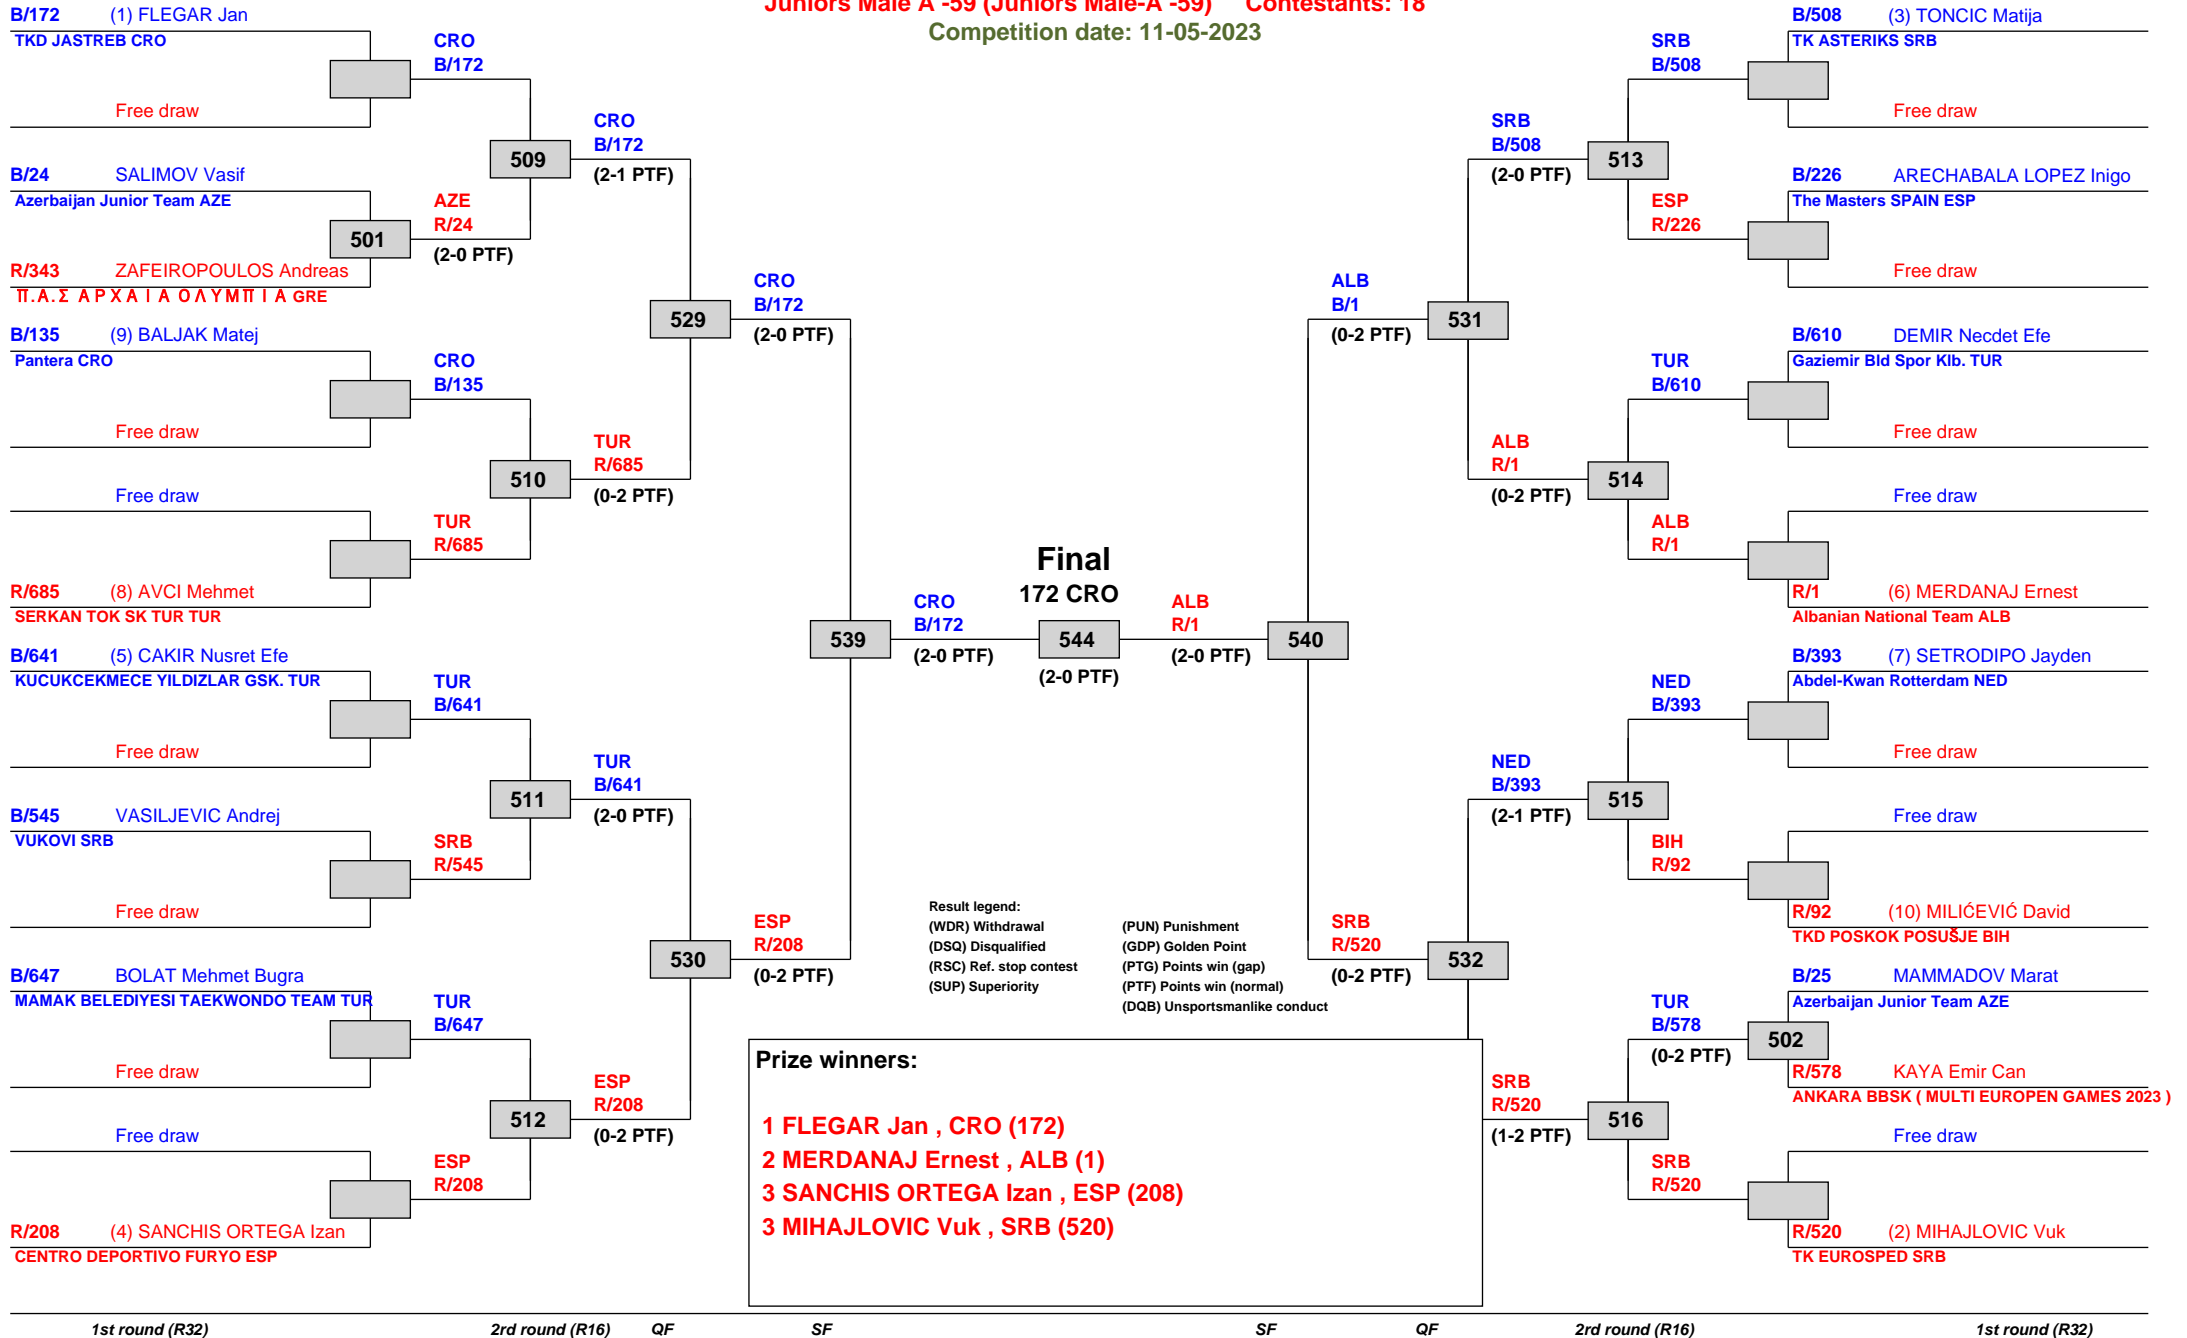 Juniors Male A -59 (Juniors Male-A -59) Contestants: 18
Competition date: 11-05-2023
B/172 (1) FLEGAR Jan
TKD JASTREB CRO
Free draw
CRO
B/172
B/24 SALIMOV Vasif
Azerbaijan Junior Team AZE
501
R/343 ZAFEIROPOULOS Andreas
Π.Α.Σ ΑΡΧΑΙΑ ΟΛΥΜΠΙΑ GRE
AZE
R/24
(2-0 PTF)
509
CRO
B/172
(2-1 PTF)
B/135 (9) BALJAK Matej
Pantera CRO
Free draw
CRO
B/135
Free draw
R/685 (8) AVCI Mehmet
SERKAN TOK SK TUR TUR
TUR
R/685
510
TUR
R/685
(0-2 PTF)
529
CRO
B/172
(2-0 PTF)
B/641 (5) CAKIR Nusret Efe
KUCUKCEKMECE YILDIZLAR GSK. TUR
Free draw
TUR
B/641
B/545 VASILJEVIC Andrej
VUKOVI SRB
Free draw
SRB
R/545
511
TUR
B/641
(2-0 PTF)
B/647 BOLAT Mehmet Bugra
MAMAK BELEDIYESI TAEKWONDO TEAM TUR
Free draw
TUR
B/647
Free draw
R/208 (4) SANCHIS ORTEGA Izan
CENTRO DEPORTIVO FURYO ESP
ESP
R/208
512
ESP
R/208
(0-2 PTF)
530
ESP
R/208
(0-2 PTF)
539
CRO
B/172
(2-0 PTF)
Final
172 CRO
544
(2-0 PTF)
ALB
R/1
(2-0 PTF)
540
ALB
B/1
(0-2 PTF)
531
SRB
B/508
(2-0 PTF)
513
SRB
B/508
B/508 (3) TONCIC Matija
TK ASTERIKS SRB
Free draw
ESP
R/226
B/226 ARECHABALA LOPEZ Inigo
The Masters SPAIN ESP
Free draw
ALB
R/1
(0-2 PTF)
514
TUR
B/610
B/610 DEMIR Necdet Efe
Gaziemir Bld Spor Klb. TUR
Free draw
ALB
R/1
Free draw
R/1 (6) MERDANAJ Ernest
Albanian National Team ALB
SRB
R/520
(0-2 PTF)
532
NED
B/393
(2-1 PTF)
515
NED
B/393
B/393 (7) SETRODIPO Jayden
Abdel-Kwan Rotterdam NED
Free draw
BIH
R/92
Free draw
R/92 (10) MILIĆEVIĆ David
TKD POSKOK POSUŠJE BIH
SRB
R/520
(1-2 PTF)
516
TUR
B/578
(0-2 PTF)
502
B/25 MAMMADOV Marat
Azerbaijan Junior Team AZE
R/578 KAYA Emir Can
ANKARA BBSK ( MULTI EUROPEN GAMES 2023 )
SRB
R/520
Free draw
R/520 (2) MIHAJLOVIC Vuk
TK EUROSPED SRB
Result legend:
(WDR) Withdrawal (PUN) Punishment
(DSQ) Disqualified (GDP) Golden Point
(RSC) Ref. stop contest (PTG) Points win (gap)
(SUP) Superiority (PTF) Points win (normal)
(DQB) Unsportsmanlike conduct
Prize winners:
1 FLEGAR Jan , CRO (172)
2 MERDANAJ Ernest , ALB (1)
3 SANCHIS ORTEGA Izan , ESP (208)
3 MIHAJLOVIC Vuk , SRB (520)
1st round (R32) 2rd round (R16) QF SF SF QF 2rd round (R16) 1st round (R32)